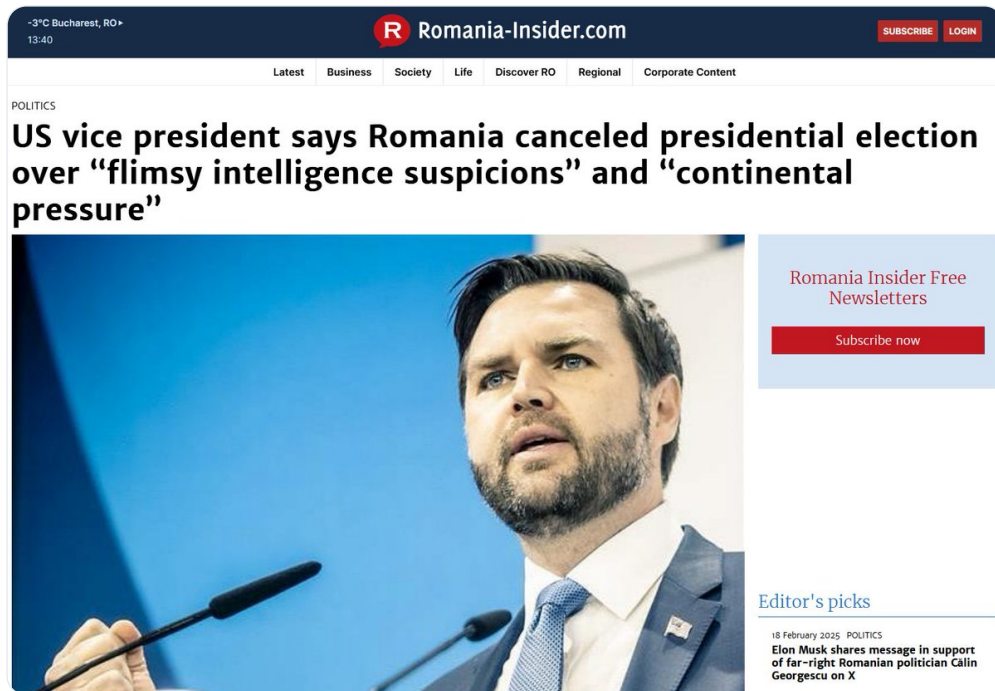 -3°C Bucharest, RO▸
13:40
R Romania-Insider.com
SUBSCRIBE LOGIN
Latest Business Society Life Discover RO Regional Corporate Content
POLITICS
US vice president says Romania canceled presidential election
over “flimsy intelligence suspicions” and “continental
pressure”
Romania Insider Free
Newsletters
Subscribe now
Editor's picks
18 February 2025 POLITICS
Elon Musk shares message in support
of far-right Romanian politician Călin
Georgescu on X